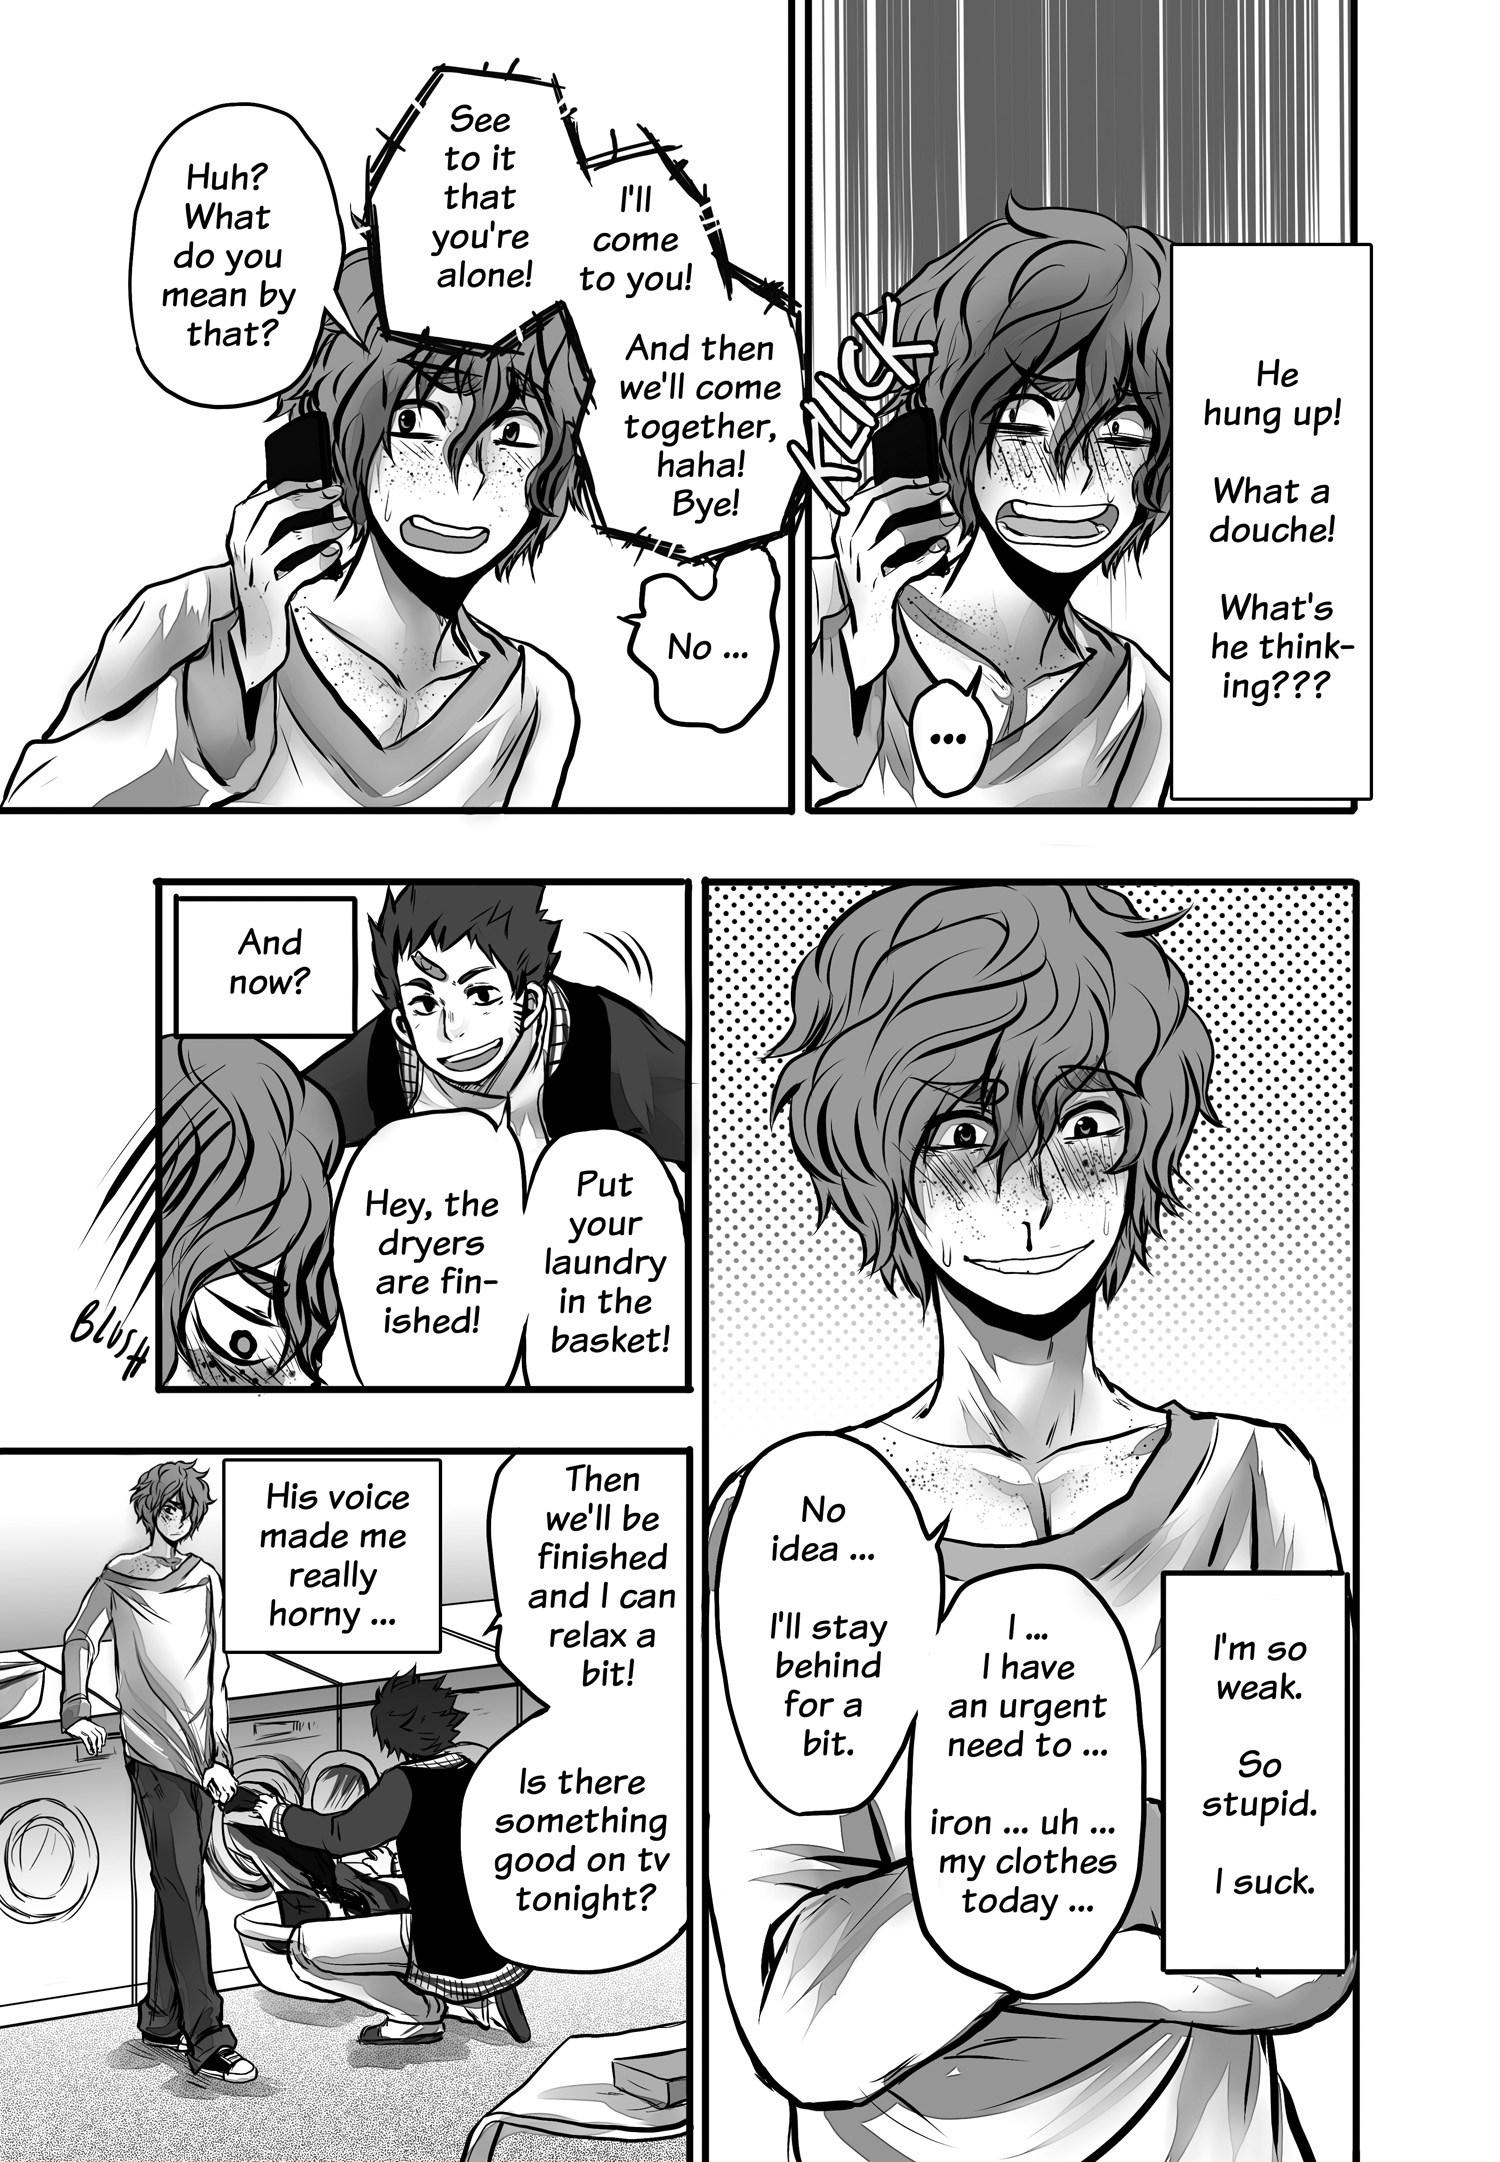 Huh?
What
do you
mean by
that?
See
to it
that
you're
alone!
I'll
come
to you!
And then
we'll come
together,
haha!
Bye!
No ...
KLICK
...
He
hung up!
What a
douche!
What's
he think-
ing???
And
now?
BLUSH
Hey, the
dryers
are fin-
ished!
Put
your
laundry
in the
basket!
His voice
made me
really
horny ...
Then
we'll be
finished
and I can
relax a
bit!
Is there
something
good on tv
tonight?
No
idea ...
I'll stay
behind
for a
bit.
I ...
I have
an urgent
need to ...
iron ... uh ...
my clothes
today ...
I'm so
weak.
So
stupid.
I suck.